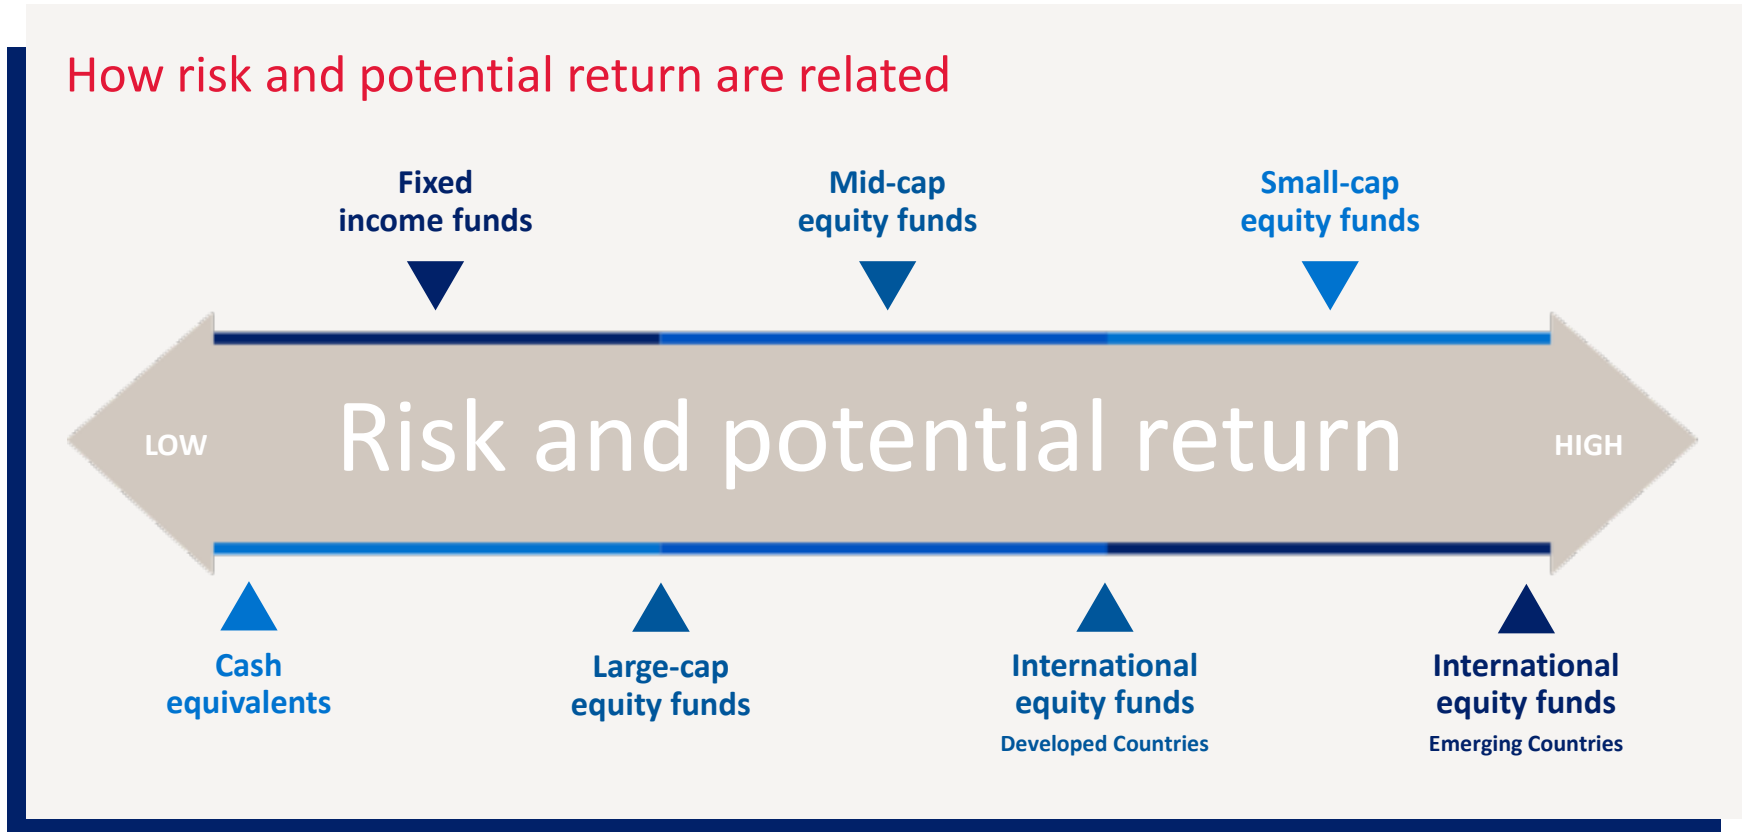 How risk and potential return are related
Fixed
income funds
Mid-cap
equity funds
Small-cap
equity funds
LOW
Risk and potential return
HIGH
Cash
equivalents
Large-cap
equity funds
International
equity funds
Developed Countries
International
equity funds
Emerging Countries